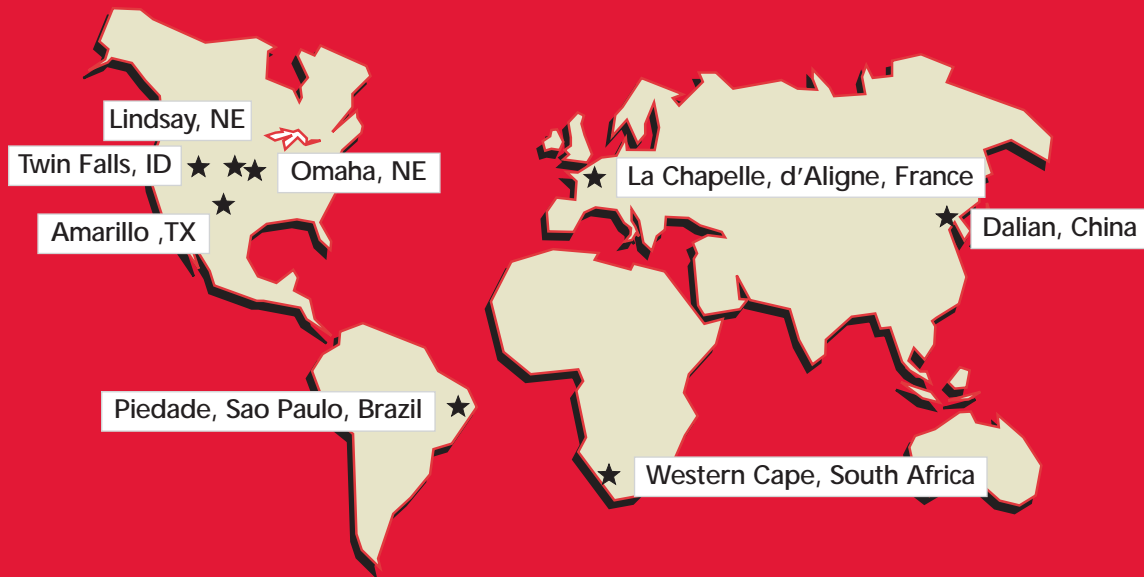 Lindsay, NE
Twin Falls, ID
Omaha, NE
La Chapelle, d'Aligne, France
Amarillo ,TX
Dalian, China
Piedade, Sao Paulo, Brazil
Western Cape, South Africa